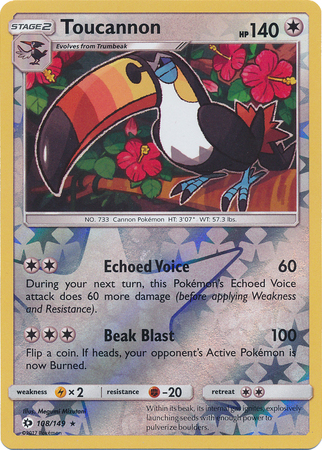 STAGE2 Toucannon HP 140
Evolves from Trumbeak
NO. 733 Cannon Pokémon HT: 3'07" WT: 57.3 lbs.
Echoed Voice 60
During your next turn, this Pokémon's Echoed Voice
attack does 60 more damage (before applying Weakness
and Resistance).
Beak Blast 100
Flip a coin. If heads, your opponent's Active Pokémon is
now Burned.
weakness ×2 resistance -20 retreat
Illus. Megumi Mizutani
Within its beak, its internal gas ignites, explosively
launching seeds with enough power to
pulverize boulders.
108/149 ★
©2017 Pokémon